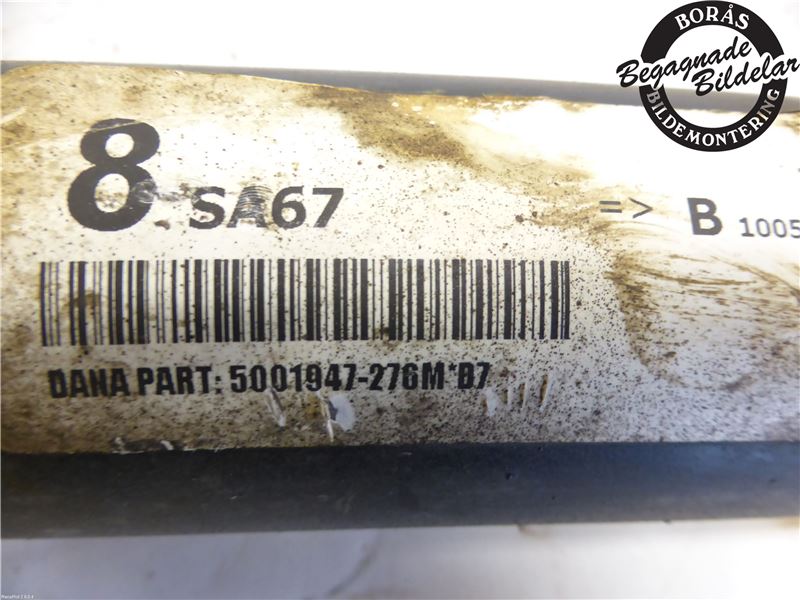 BORÅS
Begagnade
Bildelar
BILDEMONTERING
8 SA67 => B 1005
DANA PART: 5001947-276M*B7